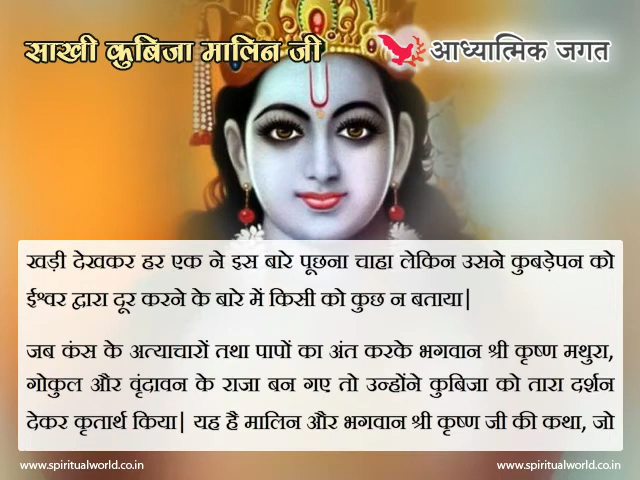 साखी कुबिजा मालिन जी
आध्यात्मिक जगत
खड़ी देखकर हर एक ने इस बारे पूछना चाहा लेकिन उसने कुबड़ेपन को
ईश्वर द्वारा दूर करने के बारे में किसी को कुछ न बताया|
जब कंस के अत्याचारों तथा पापों का अंत करके भगवान श्री कृष्ण मथुरा,
गोकुल और वृंदावन के राजा बन गए तो उन्होंने कुबिजा को तारा दर्शन
देकर कृतार्थ किया| यह है मालिन और भगवान श्री कृष्ण जी की कथा, जो
www.spiritualworld.co.in
www.spiritualworld.co.in